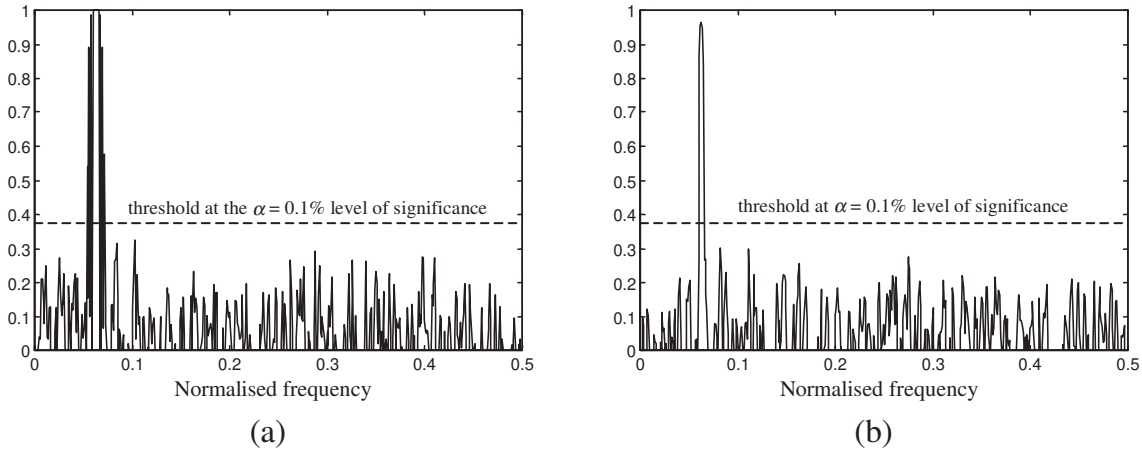 1
0.9
0.8
0.7
0.6
0.5
0.4
0.3
0.2
0.1
0
threshold at the α = 0.1% level of significance
0 0.1 0.2 0.3 0.4 0.5
Normalised frequency
(a)
1
0.9
0.8
0.7
0.6
0.5
0.4
0.3
0.2
0.1
0
threshold at α = 0.1% level of significance
0 0.1 0.2 0.3 0.4 0.5
Normalised frequency
(b)